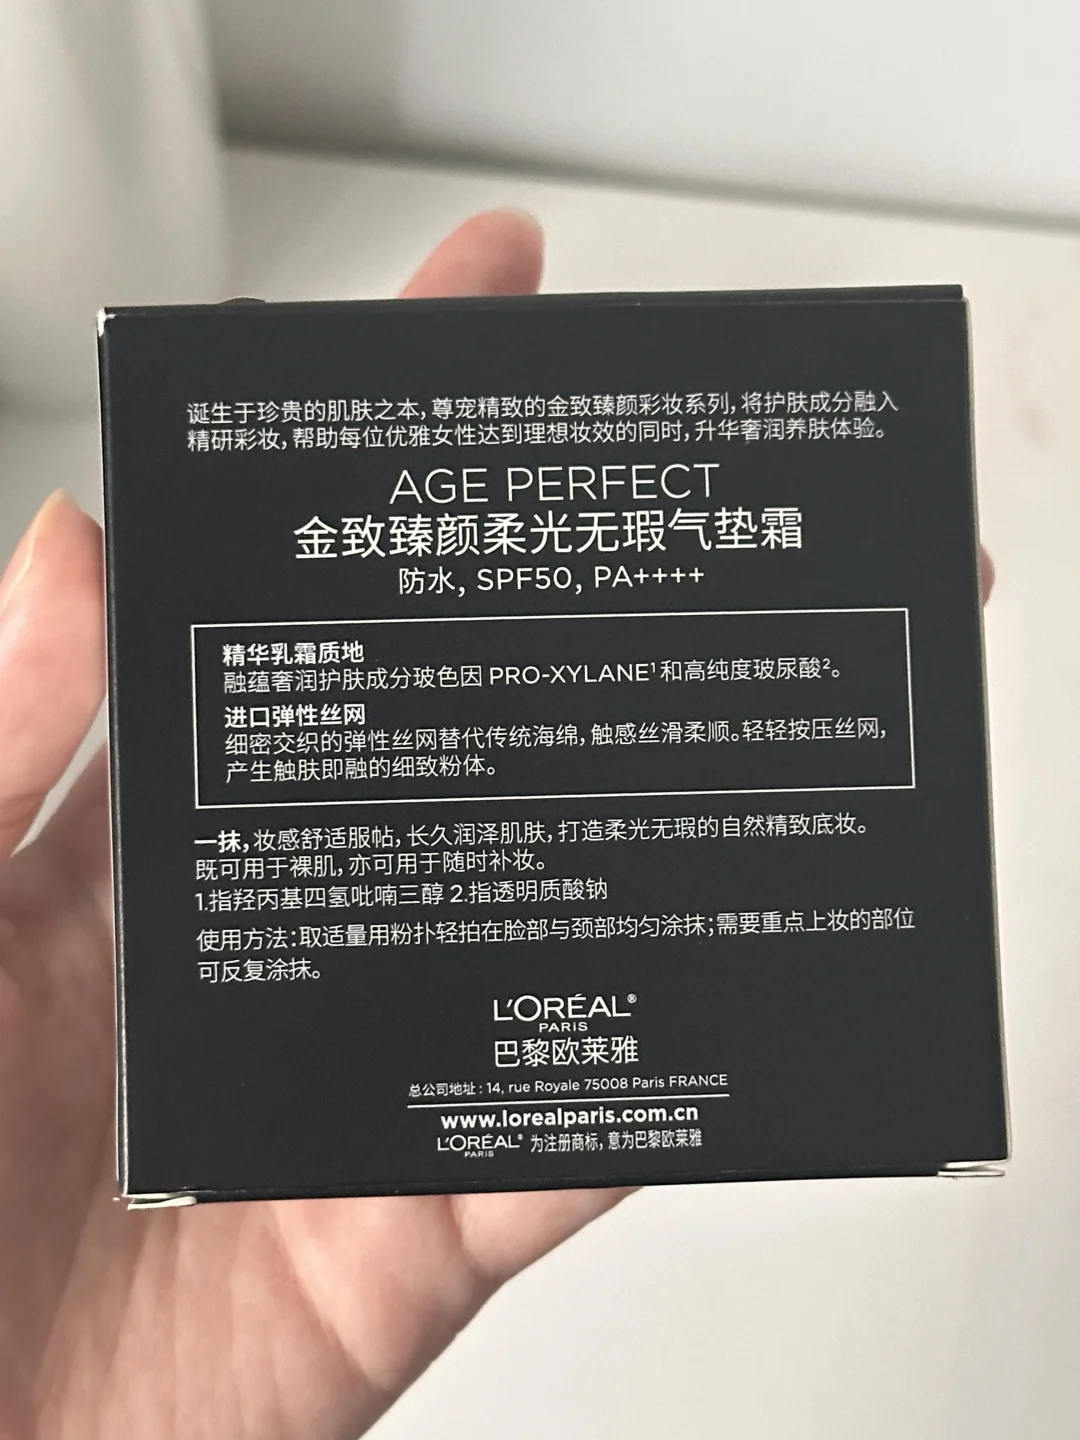 诞生于珍贵的肌肤之本，尊宠精致的金致臻颜彩妆系列，将护肤成分融入
精研彩妆，帮助每位优雅女性达到理想妆效的同时，升华奢润养肤体验。
AGE PERFECT
金致臻颜柔光无瑕气垫霜
防水, SPF50, PA++++
精华乳霜质地
融蕴奢润护肤成分玻色因 PRO-XYLANE¹ 和高纯度玻尿酸²。
进口弹性丝网
细密交织的弹性丝网替代传统海绵，触感丝滑柔顺。轻轻按压丝网，
产生触肤即融的细致粉体。
一抹，妆感舒适服帖，长久润泽肌肤，打造柔光无瑕的自然精致底妆。
既可用于裸肌，亦可用于随时补妆。
1.指羟丙基四氢吡喃三醇 2.指透明质酸钠
使用方法：取适量用粉扑轻拍在脸部与颈部均匀涂抹；需要重点上妆的部位
可反复涂抹。
L'ORÉAL®
PARIS
巴黎欧莱雅
总公司地址：14, rue Royale 75008 Paris FRANCE
www.lorealparis.com.cn
L'ORÉAL® PARIS 为注册商标，意为巴黎欧莱雅